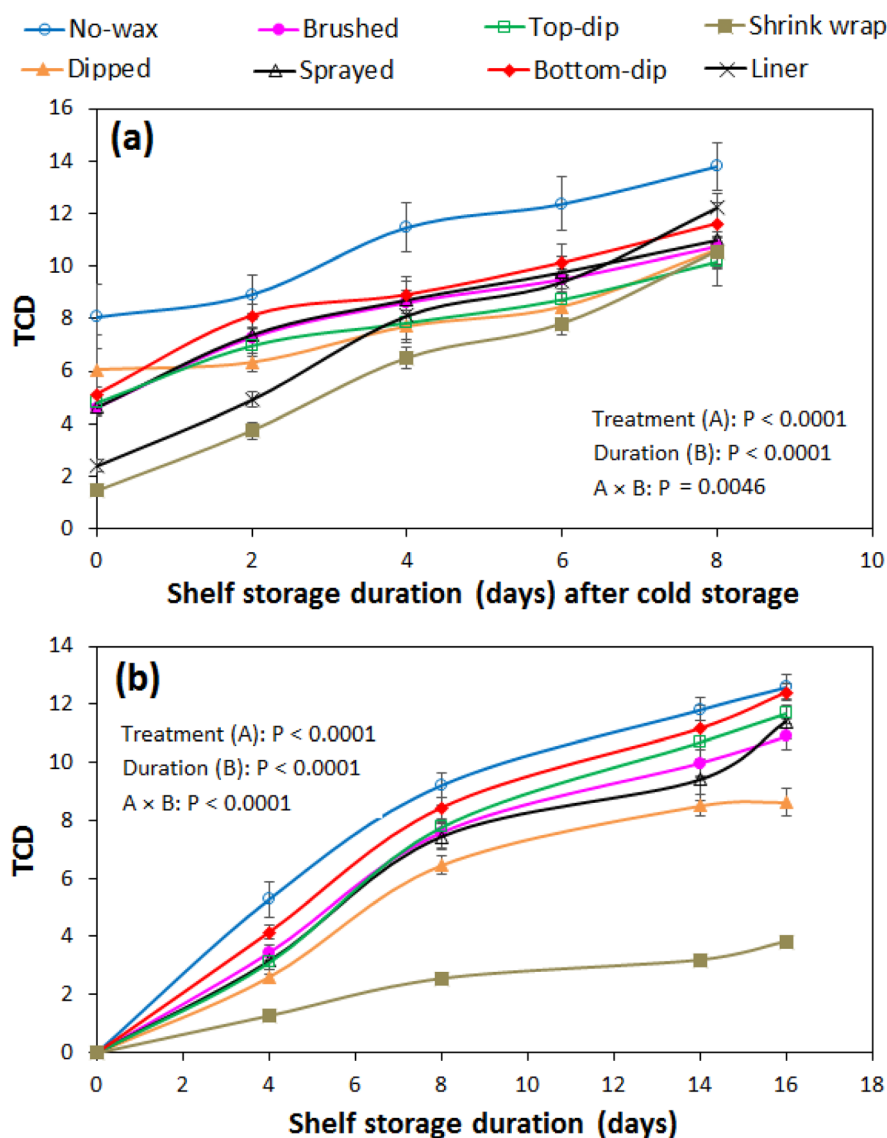 No-wax Brushed Top-dip Shrink wrap
Dipped Sprayed Bottom-dip Liner
16
(a)
14
12
10
8
6
4
2
0
TCD
Treatment (A): P < 0.0001
Duration (B): P < 0.0001
A × B: P = 0.0046
0 2 4 6 8 10
Shelf storage duration (days) after cold storage
14
(b)
12
10
8
6
4
2
0
TCD
Treatment (A): P < 0.0001
Duration (B): P < 0.0001
A × B: P < 0.0001
0 2 4 6 8 10 12 14 16 18
Shelf storage duration (days)